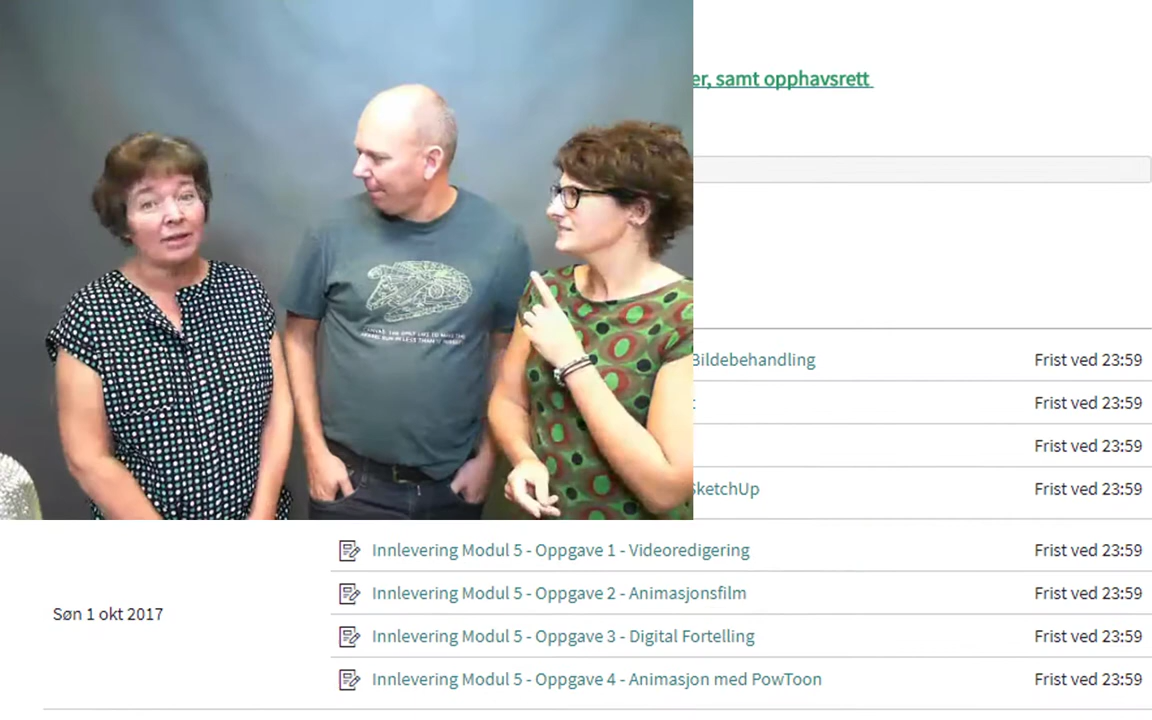 er, samt opphavsrett
Bildebehandling Frist ved 23:59
Frist ved 23:59
Frist ved 23:59
SketchUp Frist ved 23:59
Innlevering Modul 5 - Oppgave 1 - Videoredigering Frist ved 23:59
Innlevering Modul 5 - Oppgave 2 - Animasjonsfilm Frist ved 23:59
Søn 1 okt 2017
Innlevering Modul 5 - Oppgave 3 - Digital Fortelling Frist ved 23:59
Innlevering Modul 5 - Oppgave 4 - Animasjon med PowToon Frist ved 23:59